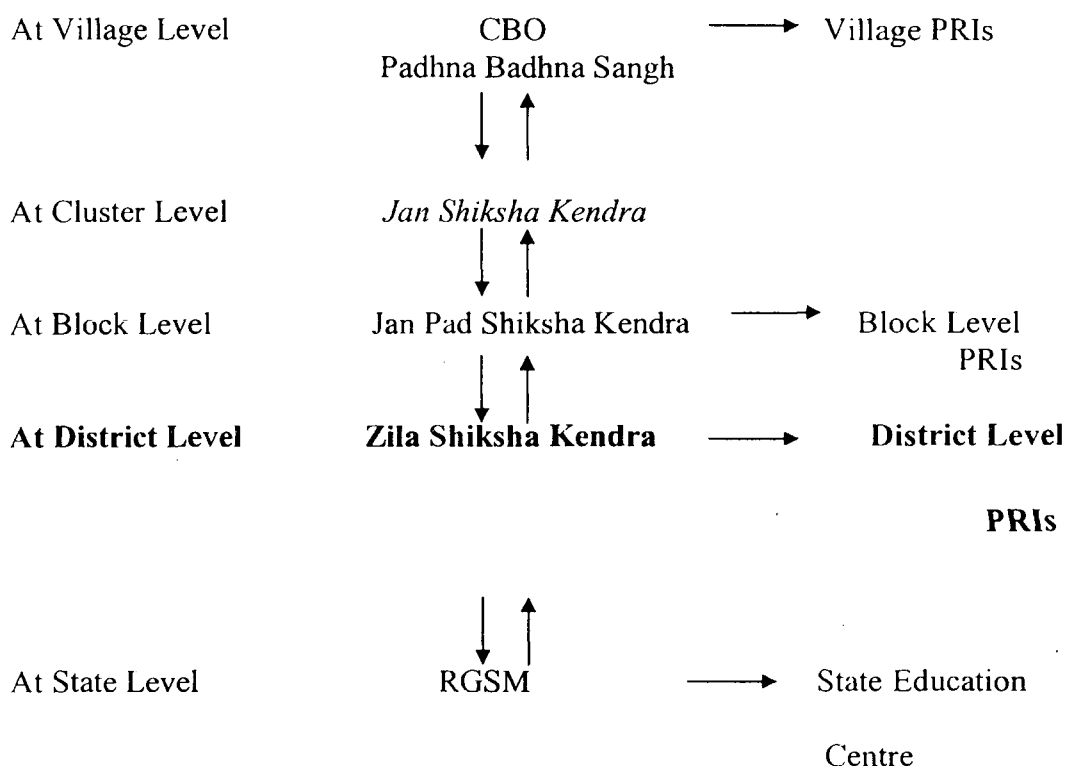 At Village Level CBO Village PRIs
Padhna Badhna Sangh
At Cluster Level Jan Shiksha Kendra
At Block Level Jan Pad Shiksha Kendra Block Level
PRIs
At District Level Zila Shiksha Kendra District Level
PRIs
At State Level RGSM State Education
Centre